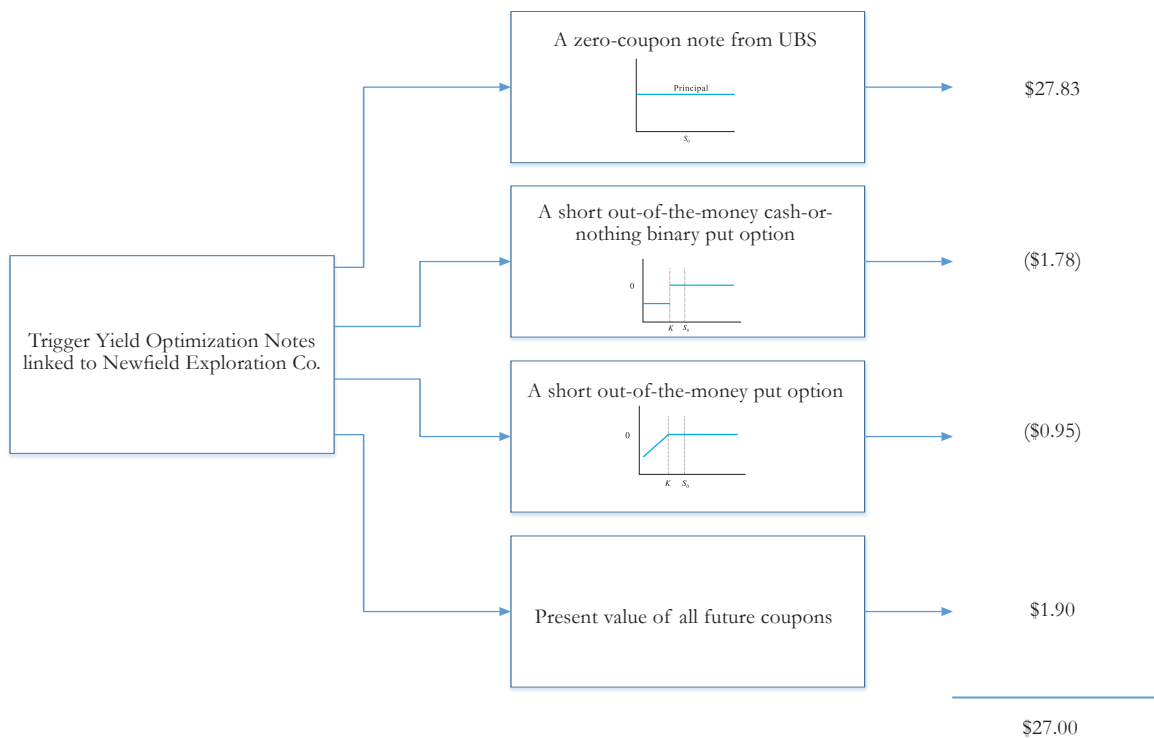 A zero-coupon note from UBS
Principal
S₀
$27.83
A short out-of-the-money cash-or-
nothing binary put option
0
K S₀
($1.78)
Trigger Yield Optimization Notes
linked to Newfield Exploration Co.
A short out-of-the-money put option
0
K S₀
($0.95)
Present value of all future coupons
$1.90
$27.00